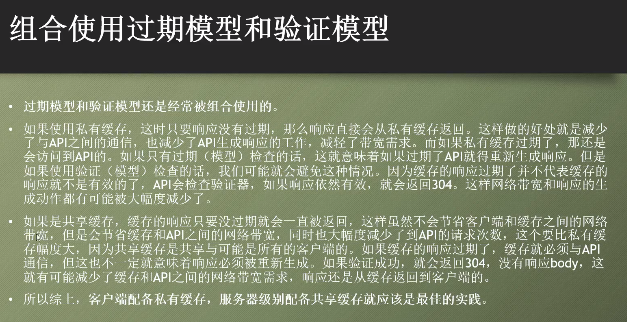 组合使用过期模型和验证模型
• 过期模型和验证模型还是经常被组合使用的。
• 如果使用私有缓存，这时只要响应没有过期，那么响应直接会从私有缓存返回。这样做的好处就是减少
了与API之间的通信，也减少了API生成响应的工作，减轻了带宽需求。而如果私有缓存过期了，那还是
会访问到API的。如果只有过期（模型）检查的话，这就意味着如果过期了API就得重新生成响应。但是
如果使用验证（模型）检查的话，我们可能就会避免这种情况。因为缓存的响应过期了并不代表缓存的
响应就不是有效的了，API会检查验证器，如果响应依然有效，就会返回304。这样网络带宽和响应的生
成动作都有可能被大幅度减少了。
• 如果是共享缓存，缓存的响应只要没过期就会一直被返回，这样虽然不会节省客户端和缓存之间的网络
带宽，但是会节省缓存和API之间的网络带宽，同时也大幅度减少了到API的请求次数，这个要比私有缓
存幅度大，因为共享缓存是共享与可能是所有的客户端的。如果缓存的响应过期了，缓存就必须与API
通信，但这也不一定就意味着响应必须被重新生成。如果验证成功，就会返回304，没有响应body，这
就有可能减少了缓存和API之间的网络带宽需求，响应还是从缓存返回到客户端的。
• 所以综上，客户端配备私有缓存，服务器级别配备共享缓存就应该是最佳的实践。